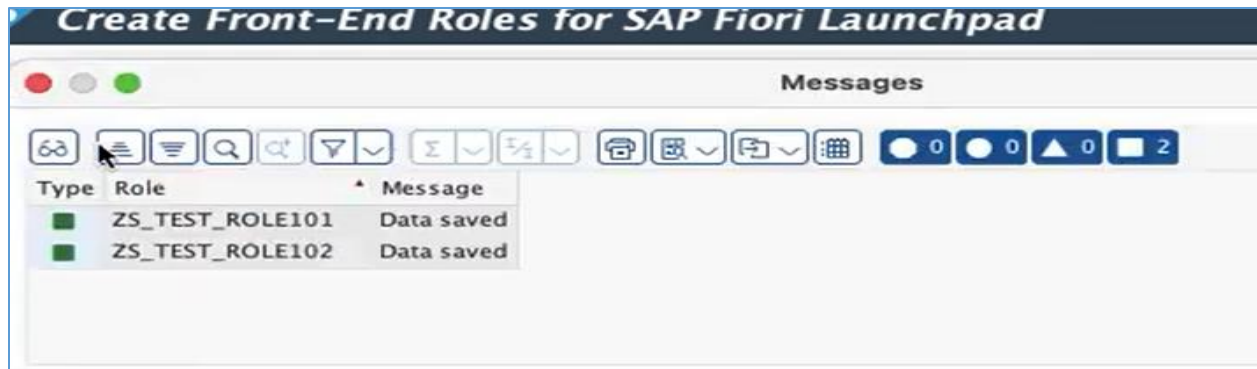 Create Front-End Roles for SAP Fiori Launchpad
Messages
0 0 0 2
Type Role Message
ZS_TEST_ROLE101 Data saved
ZS_TEST_ROLE102 Data saved